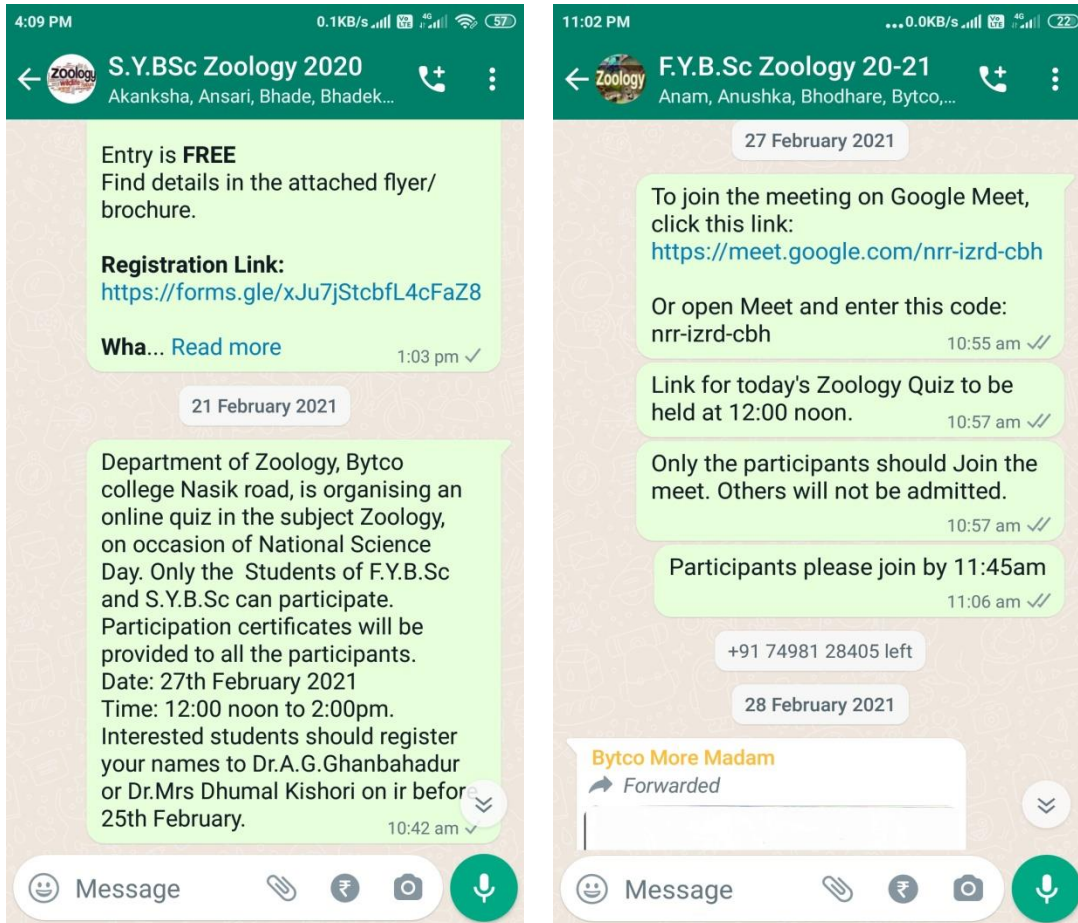 4:09 PM
0.1KB/s
Vo LTE
4G
57
zoology
S.Y.BSc Zoology 2020
Akanksha, Ansari, Bhade, Bhadek...
Entry is FREE
Find details in the attached flyer/
brochure.
Registration Link:
https://forms.gle/xJu7jStcbfL4cFaZ8
Wha... Read more
1:03 pm
21 February 2021
Department of Zoology, Bytco
college Nasik road, is organising an
online quiz in the subject Zoology,
on occasion of National Science
Day. Only the Students of F.Y.B.Sc
and S.Y.B.Sc can participate.
Participation certificates will be
provided to all the participants.
Date: 27th February 2021
Time: 12:00 noon to 2:00pm.
Interested students should register
your names to Dr.A.G.Ghanbahadur
or Dr.Mrs Dhumal Kishori on ir before
25th February.
10:42 am
Message
11:02 PM
...0.0KB/s
Vo LTE
4G
22
Zoology
F.Y.B.Sc Zoology 20-21
Anam, Anushka, Bhodhare, Bytco,...
27 February 2021
To join the meeting on Google Meet,
click this link:
https://meet.google.com/nrr-izrd-cbh
Or open Meet and enter this code:
nrr-izrd-cbh
10:55 am
Link for today's Zoology Quiz to be
held at 12:00 noon.
10:57 am
Only the participants should Join the
meet. Others will not be admitted.
10:57 am
Participants please join by 11:45am
11:06 am
+91 74981 28405 left
28 February 2021
Bytco More Madam
Forwarded
Message